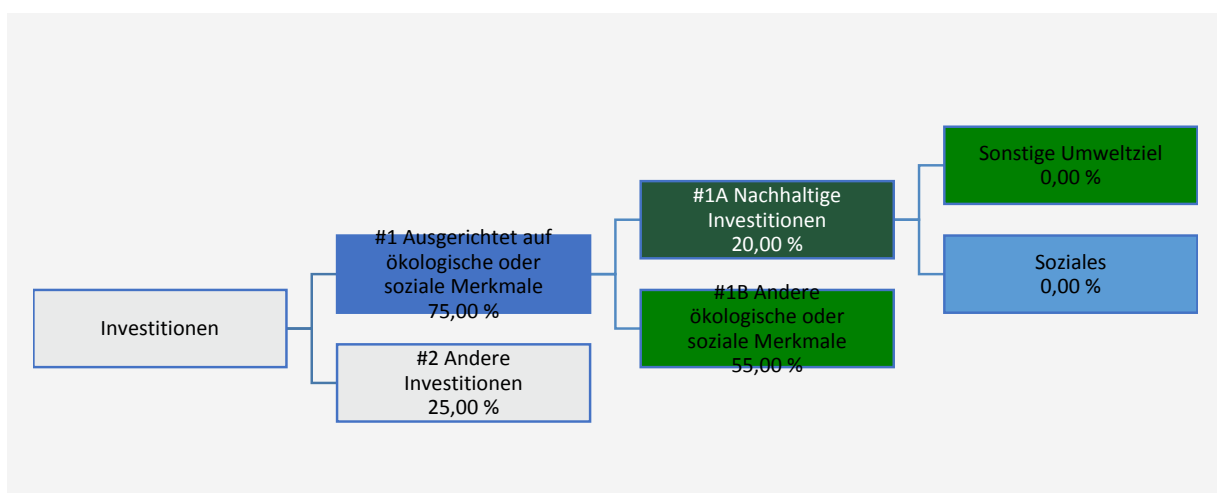 Investitionen
#1 Ausgerichtet auf
ökologische oder
soziale Merkmale
75,00 %
#2 Andere
Investitionen
25,00 %
#1A Nachhaltige
Investitionen
20,00 %
#1B Andere
ökologische oder
soziale Merkmale
55,00 %
Sonstige Umweltziel
0,00 %
Soziales
0,00 %